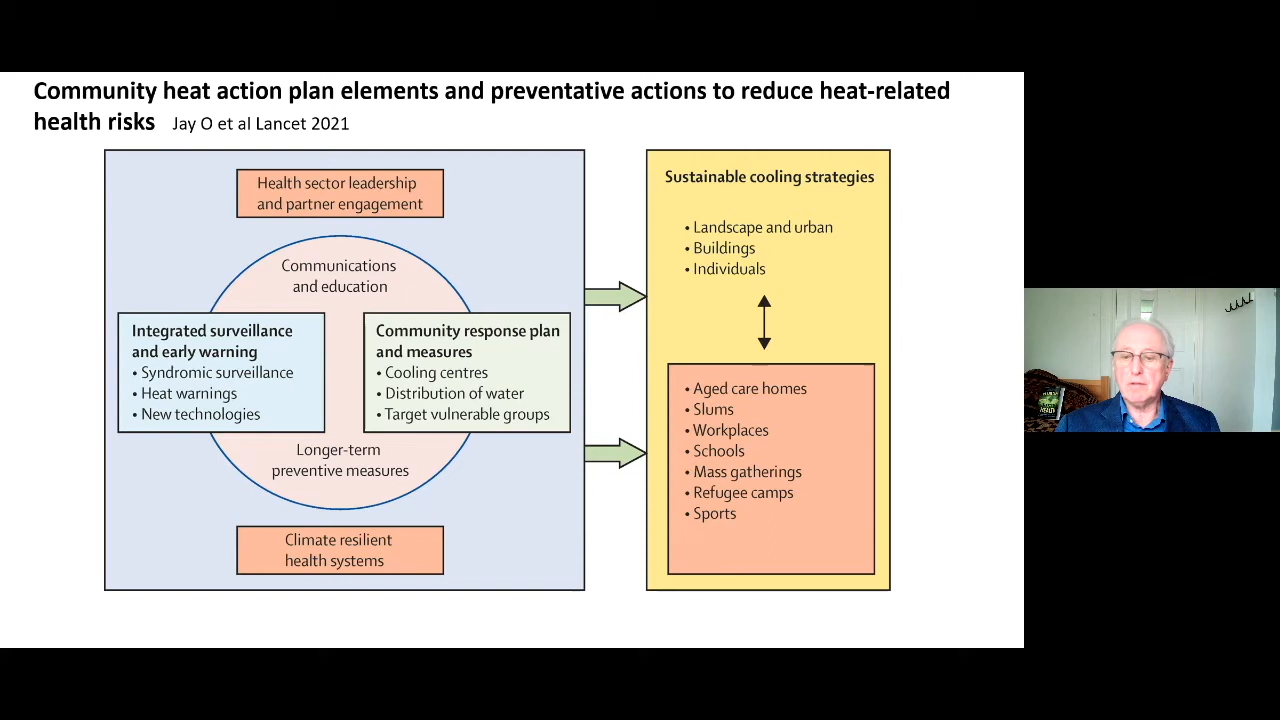 Community heat action plan elements and preventative actions to reduce heat-related
health risks Jay O et al Lancet 2021
Health sector leadership
and partner engagement
Communications
and education
Integrated surveillance
and early warning
• Syndromic surveillance
• Heat warnings
• New technologies
Community response plan
and measures
• Cooling centres
• Distribution of water
• Target vulnerable groups
Longer-term
preventive measures
Climate resilient
health systems
Sustainable cooling strategies
• Landscape and urban
• Buildings
• Individuals
• Aged care homes
• Slums
• Workplaces
• Schools
• Mass gatherings
• Refugee camps
• Sports